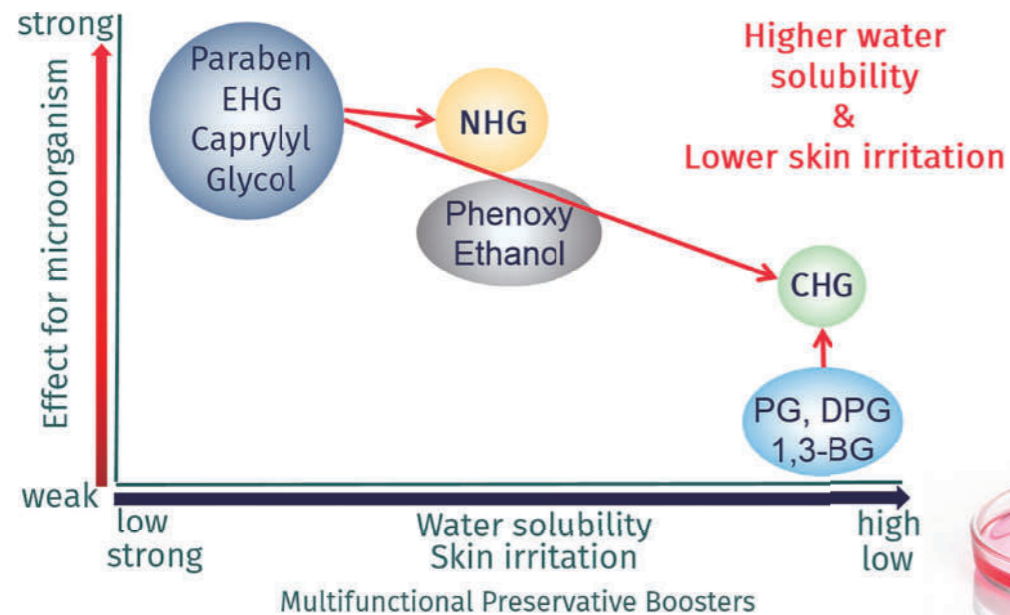 strong
Effect for microorganism
weak
Paraben
EHG
Caprylyl
Glycol
NHG
Phenoxy
Ethanol
Higher water
solubility
&
Lower skin irritation
CHG
PG, DPG
1,3-BG
low
strong
Water solubility
Skin irritation
high
low
Multifunctional Preservative Boosters